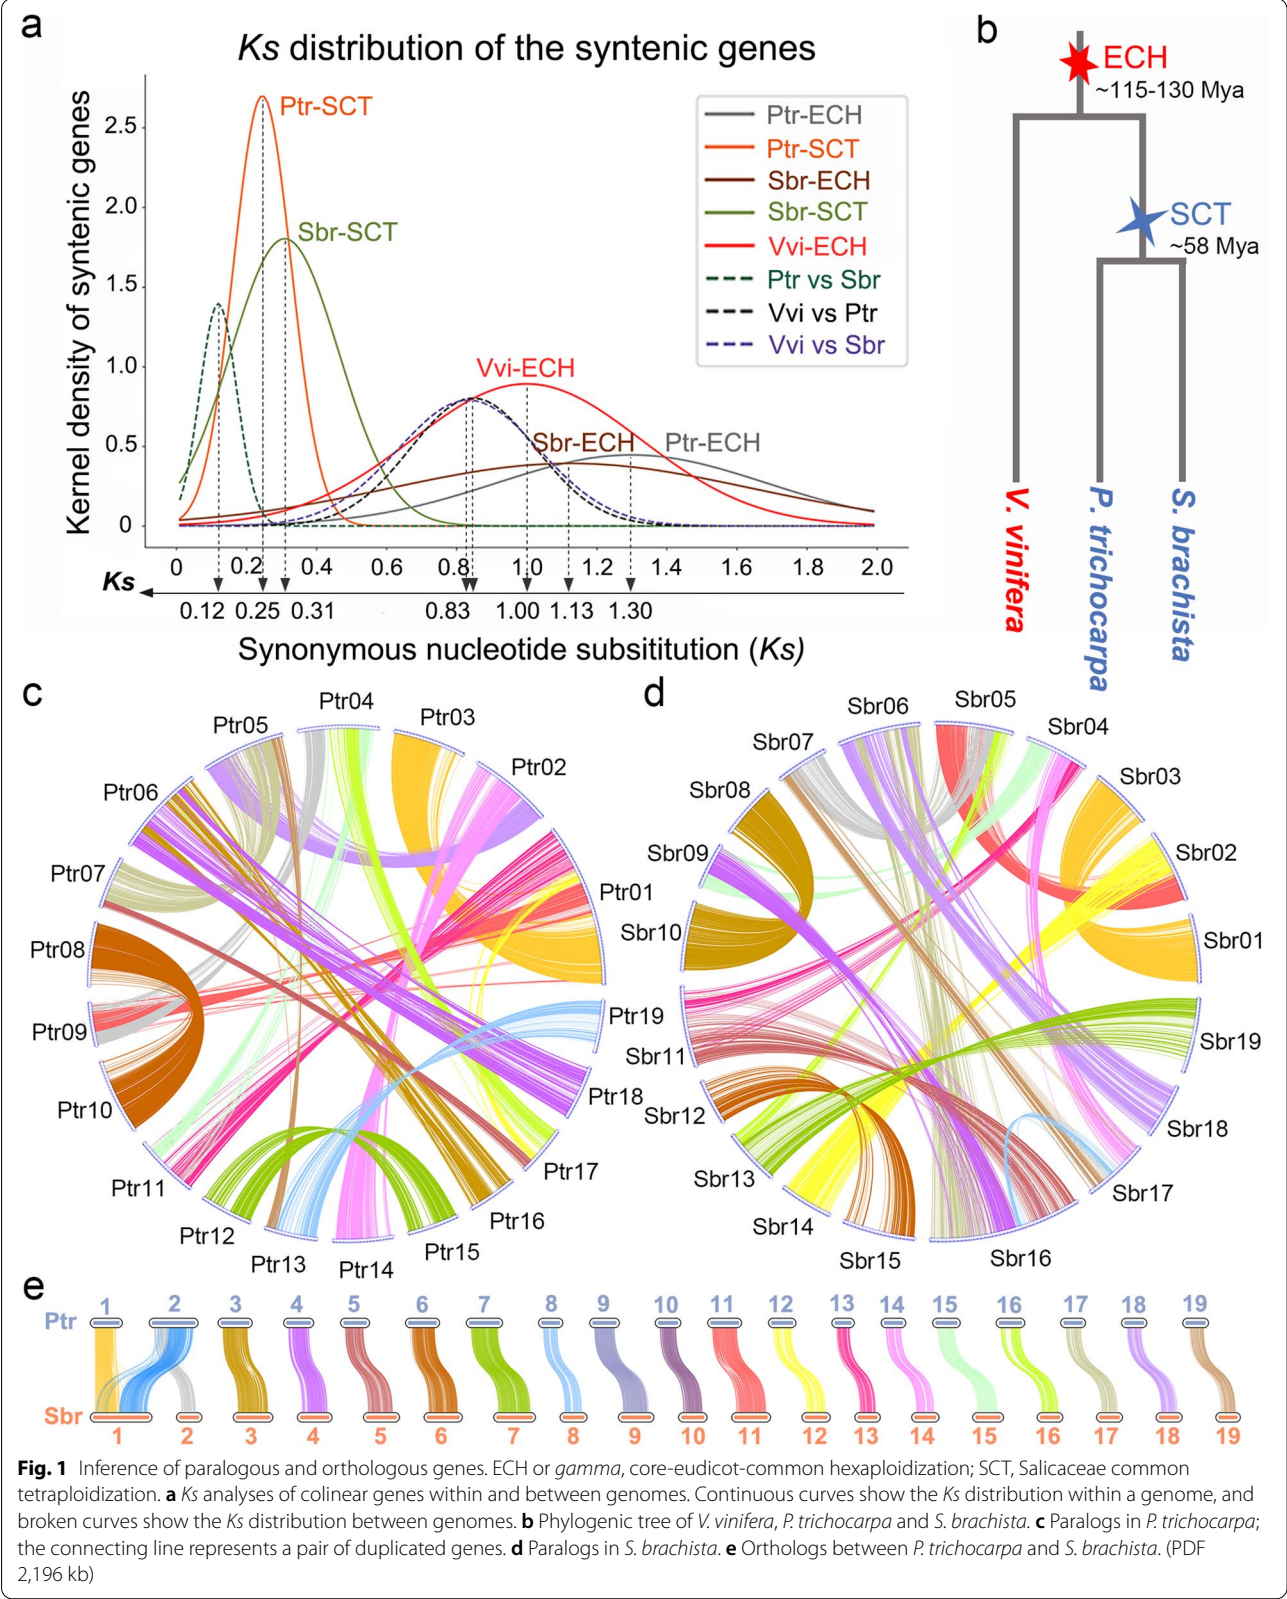 a
Ks distribution of the syntenic genes
Kernel density of syntenic genes
2.5
2.0
1.5
1.0
0.5
0
Ptr-SCT
Sbr-SCT
Vvi-ECH
Sbr-ECH
Ptr-ECH
Ptr-ECH
Ptr-SCT
Sbr-ECH
Sbr-SCT
Vvi-ECH
Ptr vs Sbr
Vvi vs Ptr
Vvi vs Sbr
0 0.2 0.4 0.6 0.8 1.0 1.2 1.4 1.6 1.8 2.0
Ks
0.12 0.25 0.31 0.83 1.00 1.13 1.30
Synonymous nucleotide subsititution (Ks)
b
ECH
~115-130 Mya
SCT
~58 Mya
V. vinifera
P. trichocarpa
S. brachista
c
Ptr04
Ptr03
Ptr02
Ptr01
Ptr19
Ptr18
Ptr17
Ptr16
Ptr15
Ptr14
Ptr13
Ptr12
Ptr11
Ptr10
Ptr09
Ptr08
Ptr07
Ptr06
Ptr05
d
Sbr05
Sbr04
Sbr03
Sbr02
Sbr01
Sbr19
Sbr18
Sbr17
Sbr16
Sbr15
Sbr14
Sbr13
Sbr12
Sbr11
Sbr10
Sbr09
Sbr08
Sbr07
Sbr06
e
1 2 3 4 5 6 7 8 9 10 11 12 13 14 15 16 17 18 19
Ptr
Sbr
1 2 3 4 5 6 7 8 9 10 11 12 13 14 15 16 17 18 19
Fig. 1 Inference of paralogous and orthologous genes. ECH or gamma, core-eudicot-common hexaploidization; SCT, Salicaceae common
tetraploidization. a Ks analyses of colinear genes within and between genomes. Continuous curves show the Ks distribution within a genome, and
broken curves show the Ks distribution between genomes. b Phylogenic tree of V. vinifera, P. trichocarpa and S. brachista. c Paralogs in P. trichocarpa;
the connecting line represents a pair of duplicated genes. d Paralogs in S. brachista. e Orthologs between P. trichocarpa and S. brachista. (PDF
2,196 kb)